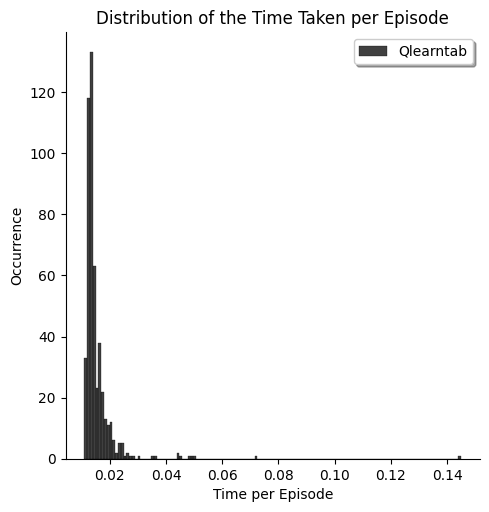 Distribution of the Time Taken per Episode
Qlearntab
Occurrence
120
100
80
60
40
20
0
0.02 0.04 0.06 0.08 0.10 0.12 0.14
Time per Episode